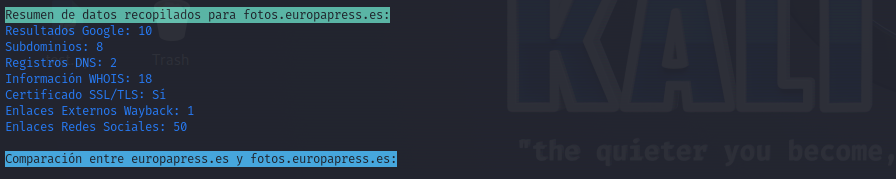 Resumen de datos recopilados para fotos.europapress.es:
Resultados Google: 10
Subdominios: 8
Registros DNS: 2
Trash
Información WHOIS: 18
Certificado SSL/TLS: Sí
Enlaces Externos Wayback: 1
Enlaces Redes Sociales: 50
Comparación entre europapress.es y fotos.europapress.es:
KALI
"the quieter you become,